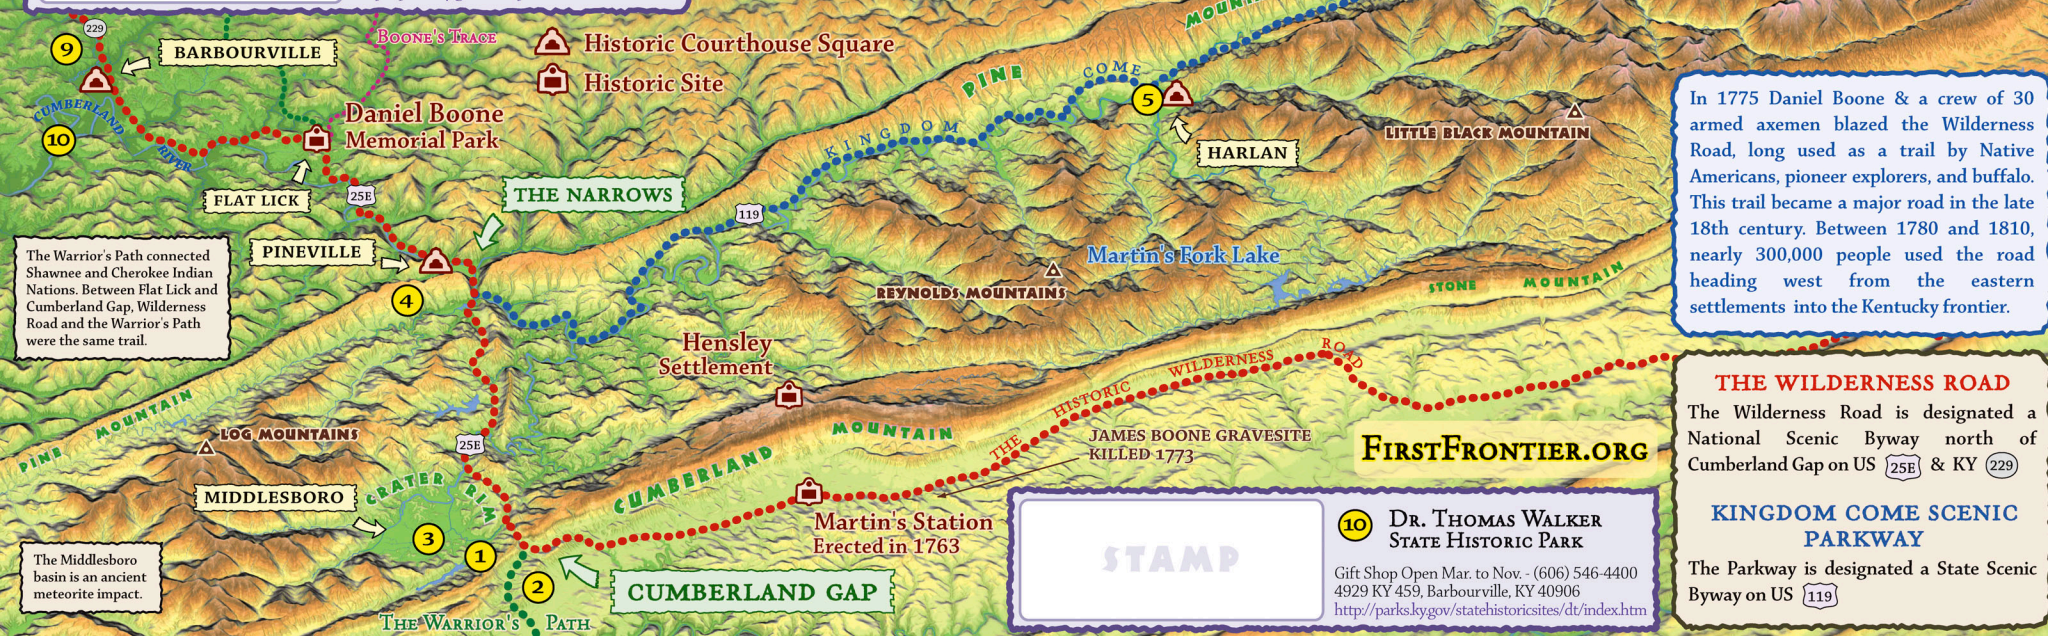 229
9
BARBOURVILLE
BOONE'S TRACE
Historic Courthouse Square
Historic Site
CUMBERLAND
RIVER
10
Daniel Boone
Memorial Park
FLAT LICK
25E
THE NARROWS
PINEVILLE
4
The Warrior's Path connected
Shawnee and Cherokee Indian
Nations. Between Flat Lick and
Cumberland Gap, Wilderness
Road and the Warrior's Path
were the same trail.
PINE
KINGDOM
COME
5
HARLAN
LITTLE BLACK MOUNTAIN
119
Martin's Fork Lake
REYNOLDS MOUNTAINS
STONE MOUNTAIN
Hensley
Settlement
PINE MOUNTAIN
LOG MOUNTAINS
25E
MIDDLESBORO
CRATER RIM
3
1
2
The Middlesboro
basin is an ancient
meteorite impact.
THE WARRIOR'S PATH
CUMBERLAND GAP
CUMBERLAND MOUNTAIN
THE HISTORIC WILDERNESS ROAD
JAMES BOONE GRAVESITE
KILLED 1773
Martin's Station
Erected in 1763
FIRSTFRONTIER.ORG
STAMP
10
DR. THOMAS WALKER
STATE HISTORIC PARK
Gift Shop Open Mar. to Nov. - (606) 546-4400
4929 KY 459, Barbourville, KY 40906
http://parks.ky.gov/statehistoricsites/dt/index.htm
In 1775 Daniel Boone & a crew of 30
armed axemen blazed the Wilderness
Road, long used as a trail by Native
Americans, pioneer explorers, and buffalo.
This trail became a major road in the late
18th century. Between 1780 and 1810,
nearly 300,000 people used the road
heading west from the eastern
settlements into the Kentucky frontier.
THE WILDERNESS ROAD
The Wilderness Road is designated a
National Scenic Byway north of
Cumberland Gap on US 25E & KY 229
KINGDOM COME SCENIC
PARKWAY
The Parkway is designated a State Scenic
Byway on US 119